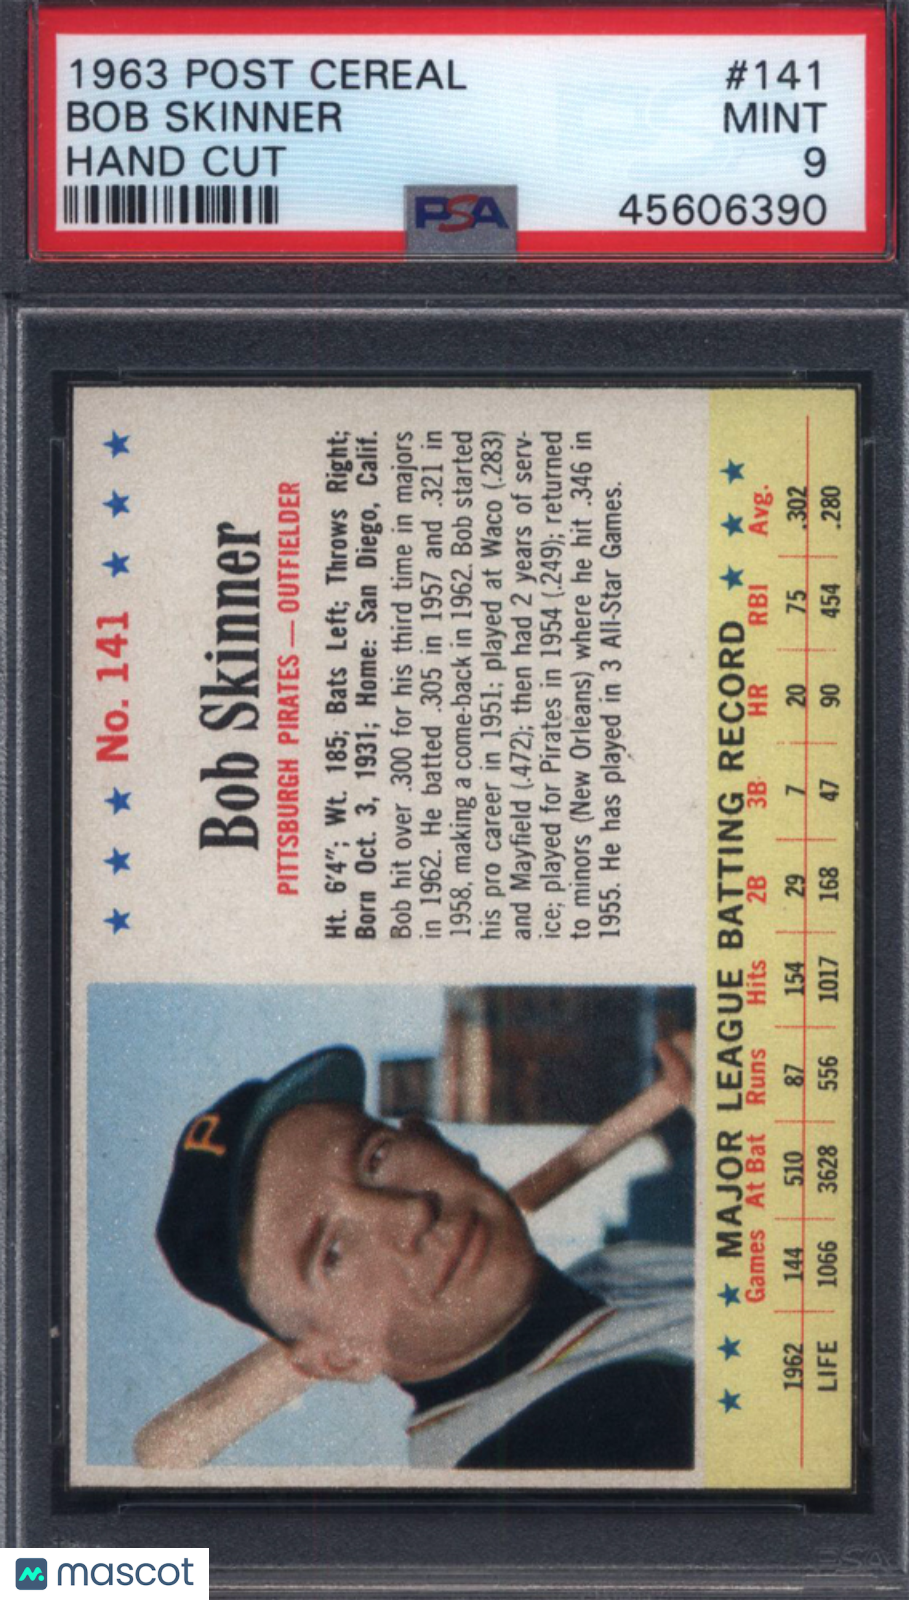 1963 POST CEREAL #141
BOB SKINNER MINT
HAND CUT 9
PSA 45606390
No. 141
Bob Skinner
PITTSBURGH PIRATES — OUTFIELDER
Ht. 6'4"; Wt. 185; Bats Left; Throws Right;
Born Oct. 3, 1931; Home: San Diego, Calif.
Bob hit over .300 for his third time in majors
in 1962. He batted .305 in 1957 and .321 in
1958, making a come-back in 1962. Bob started
his pro career in 1951; played at Waco (.283)
and Mayfield (.472); then had 2 years of serv-
ice; played for Pirates in 1954 (.249); returned
to minors (New Orleans) where he hit .346 in
1955. He has played in 3 All-Star Games.
P
MAJOR LEAGUE BATTING RECORD
Games At Bat Runs Hits 2B 3B HR RBI Avg.
1962 144 510 87 154 29 7 20 75 .302
LIFE 1066 3628 556 1017 168 47 90 454 .280
PSA
mascot